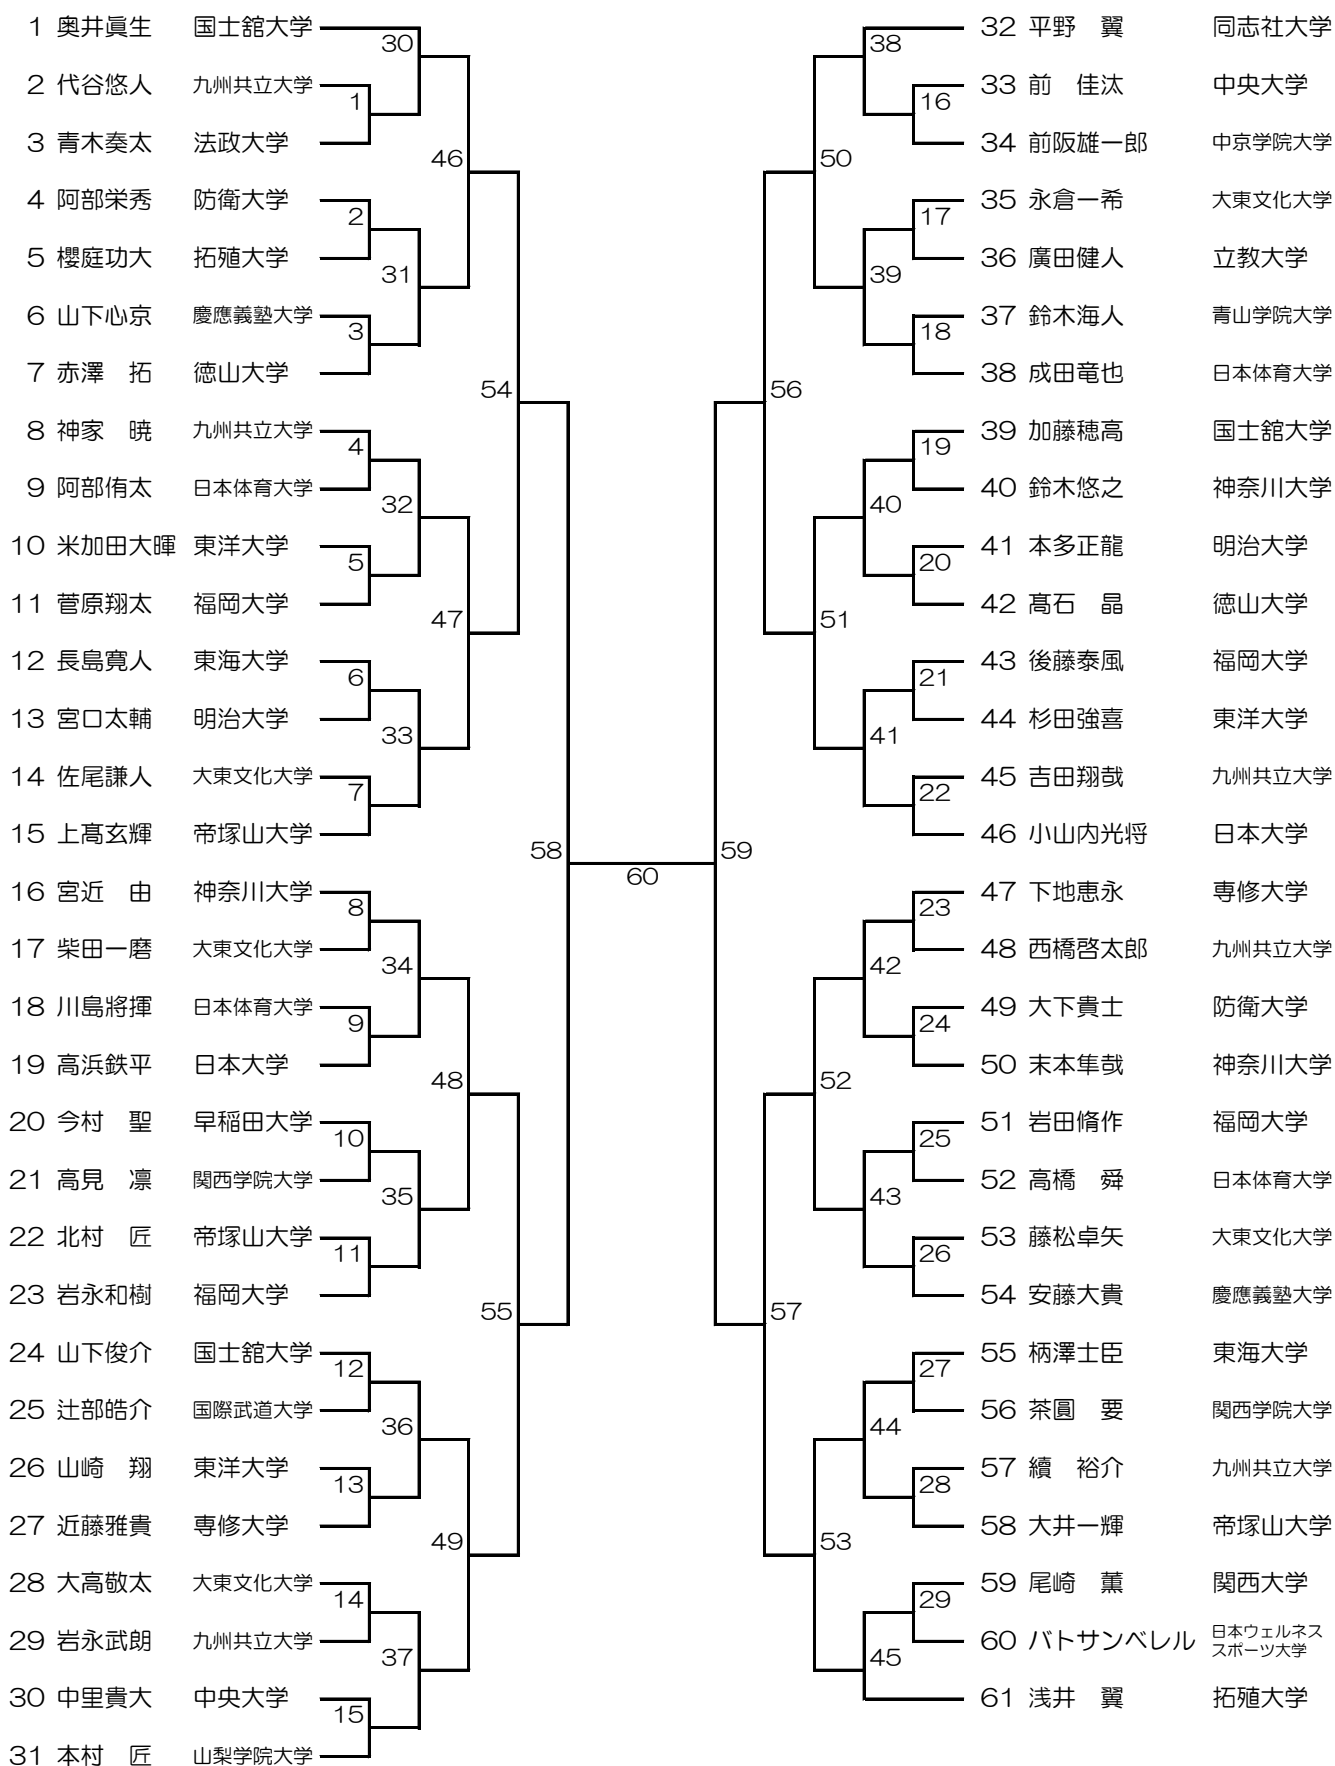 1 奥井眞生 国士舘大学
2 代谷悠人 九州共立大学
3 青木奏太 法政大学
4 阿部栄秀 防衛大学
5 櫻庭功大 拓殖大学
6 山下心京 慶應義塾大学
7 赤澤 拓 徳山大学
8 神家 暁 九州共立大学
9 阿部侑太 日本体育大学
10 米加田大暉 東洋大学
11 菅原翔太 福岡大学
12 長島寛人 東海大学
13 宮口太輔 明治大学
14 佐尾謙人 大東文化大学
15 上髙玄輝 帝塚山大学
16 宮近 由 神奈川大学
17 柴田一磨 大東文化大学
18 川島將揮 日本体育大学
19 高浜鉄平 日本大学
20 今村 聖 早稲田大学
21 高見 凛 関西学院大学
22 北村 匠 帝塚山大学
23 岩永和樹 福岡大学
24 山下俊介 国士舘大学
25 辻部皓介 国際武道大学
26 山崎 翔 東洋大学
27 近藤雅貴 専修大学
28 大高敬太 大東文化大学
29 岩永武朗 九州共立大学
30 中里貴大 中央大学
31 本村 匠 山梨学院大学
1
2
3
4
5
6
7
8
9
10
11
12
13
14
15
30
31
32
33
34
35
36
37
46
47
48
49
54
55
58
60
59
56
57
50
51
52
53
38
39
40
41
42
43
44
45
16
17
18
19
20
21
22
23
24
25
26
27
28
29
32 平野 翼 同志社大学
33 前 佳汰 中央大学
34 前阪雄一郎 中京学院大学
35 永倉一希 大東文化大学
36 廣田健人 立教大学
37 鈴木海人 青山学院大学
38 成田竜也 日本体育大学
39 加藤穂高 国士舘大学
40 鈴木悠之 神奈川大学
41 本多正龍 明治大学
42 髙石 晶 徳山大学
43 後藤泰風 福岡大学
44 杉田強喜 東洋大学
45 吉田翔哉 九州共立大学
46 小山内光将 日本大学
47 下地恵永 専修大学
48 西橋啓太郎 九州共立大学
49 大下貴士 防衛大学
50 末本隼哉 神奈川大学
51 岩田脩作 福岡大学
52 高橋 舜 日本体育大学
53 藤松卓矢 大東文化大学
54 安藤大貴 慶應義塾大学
55 柄澤士臣 東海大学
56 茶圓 要 関西学院大学
57 續 裕介 九州共立大学
58 大井一輝 帝塚山大学
59 尾崎 薫 関西大学
60 バトサンベレル 日本ウェルネス
スポーツ大学
61 浅井 翼 拓殖大学